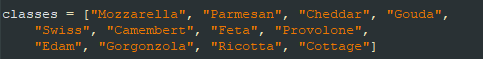 classes = ["Mozzarella", "Parmesan", "Cheddar", "Gouda",
    "Swiss", "Camembert", "Feta", "Provolone",
    "Edam", "Gorgonzola", "Ricotta", "Cottage"]